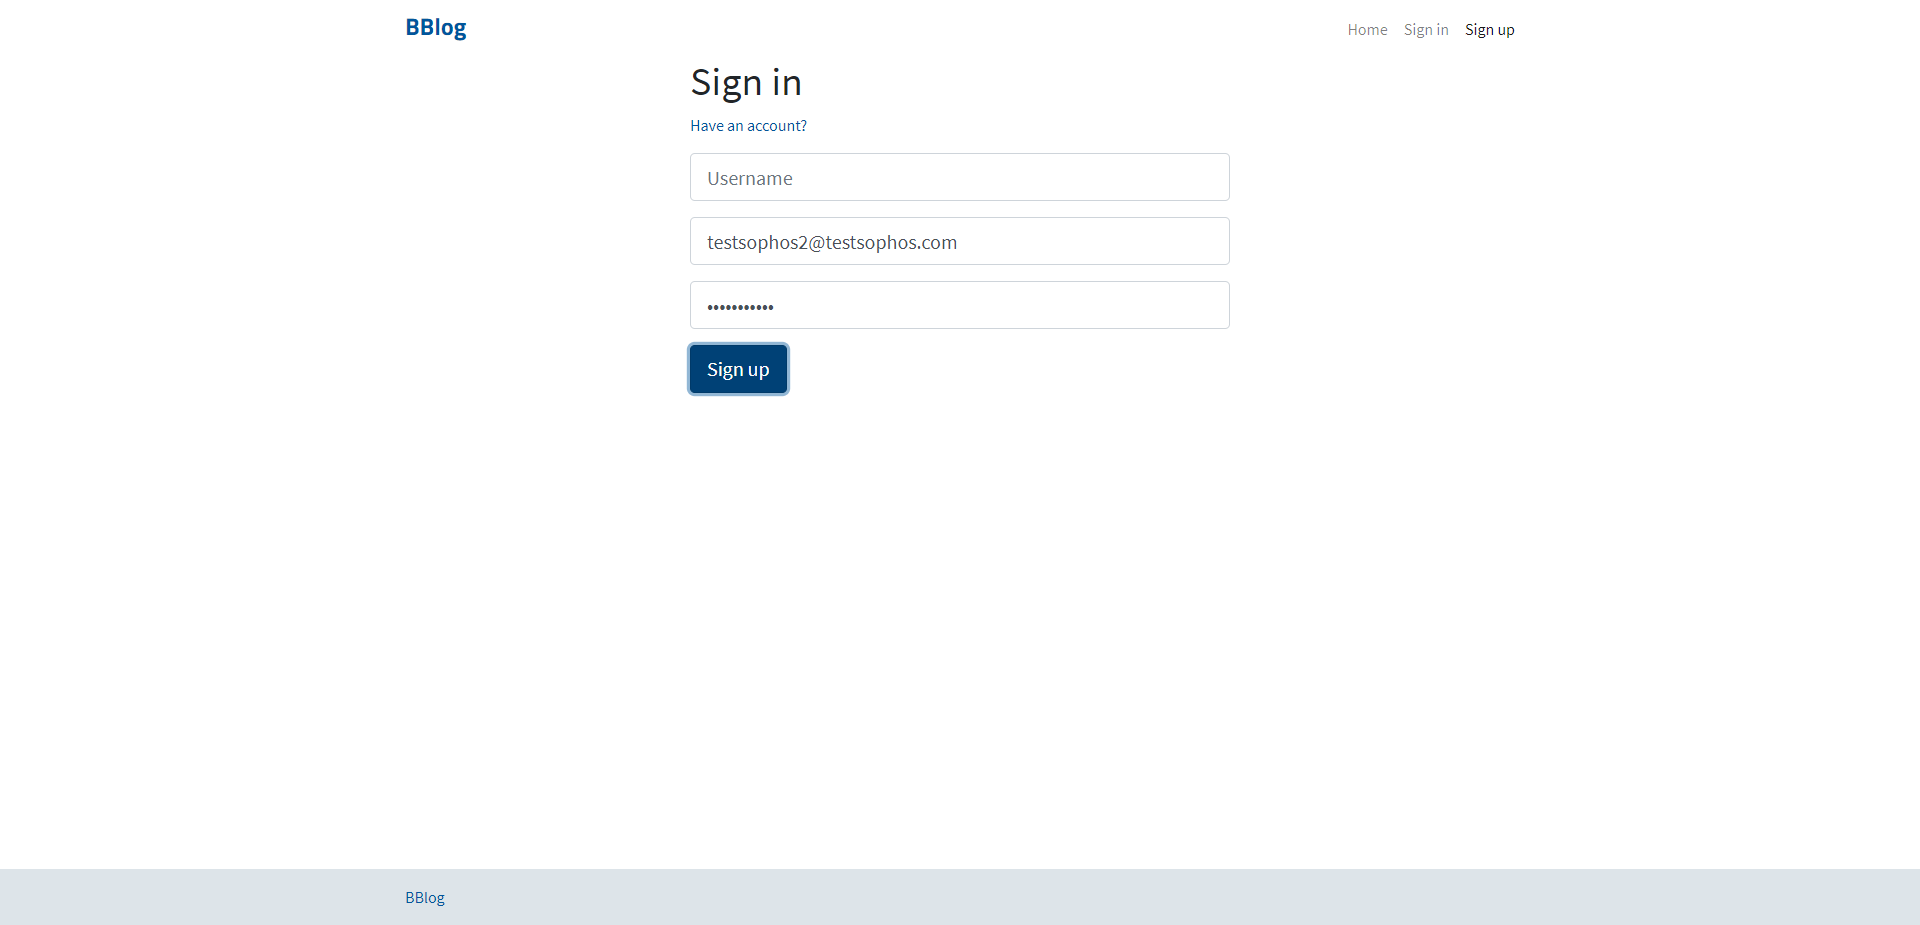 BBlog
Home Sign in Sign up
Sign in
Have an account?
Username
testsophos2@testsophos.com
•••••••••••
Sign up
BBlog